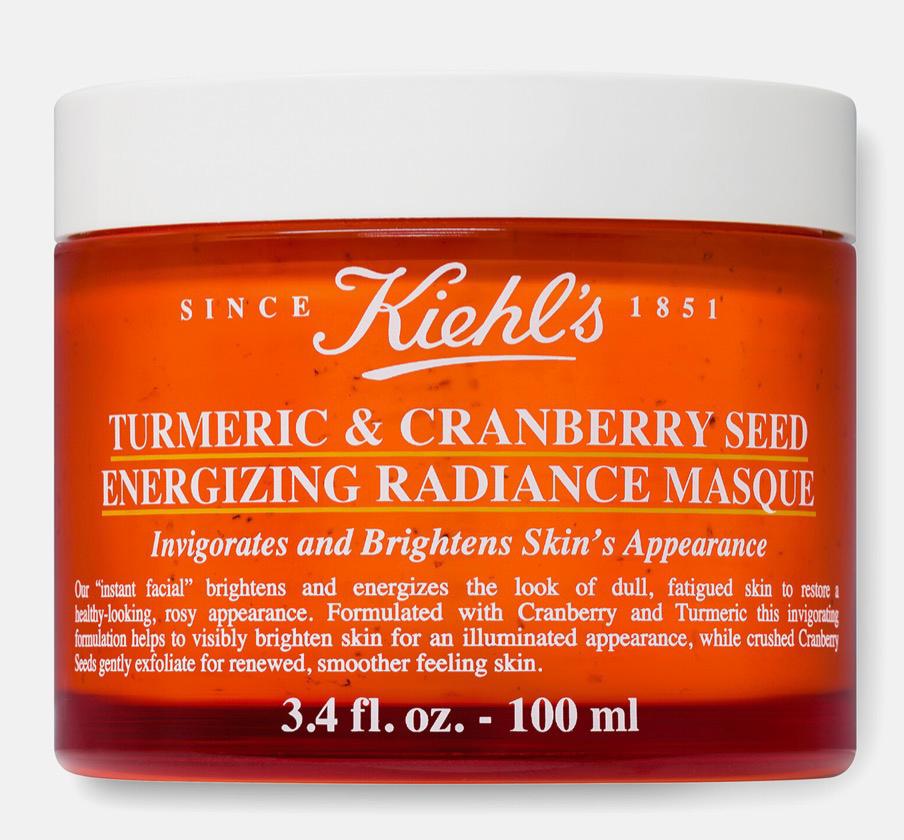 SINCE Kiehl's 1851
TURMERIC & CRANBERRY SEED
ENERGIZING RADIANCE MASQUE
Invigorates and Brightens Skin's Appearance
Our “instant facial” brightens and energizes the look of dull, fatigued skin to restore a
healthy-looking, rosy appearance. Formulated with Cranberry and Turmeric this invigorating
formulation helps to visibly brighten skin for an illuminated appearance, while crushed Cranberry
Seeds gently exfoliate for renewed, smoother feeling skin.
3.4 fl. oz. - 100 ml